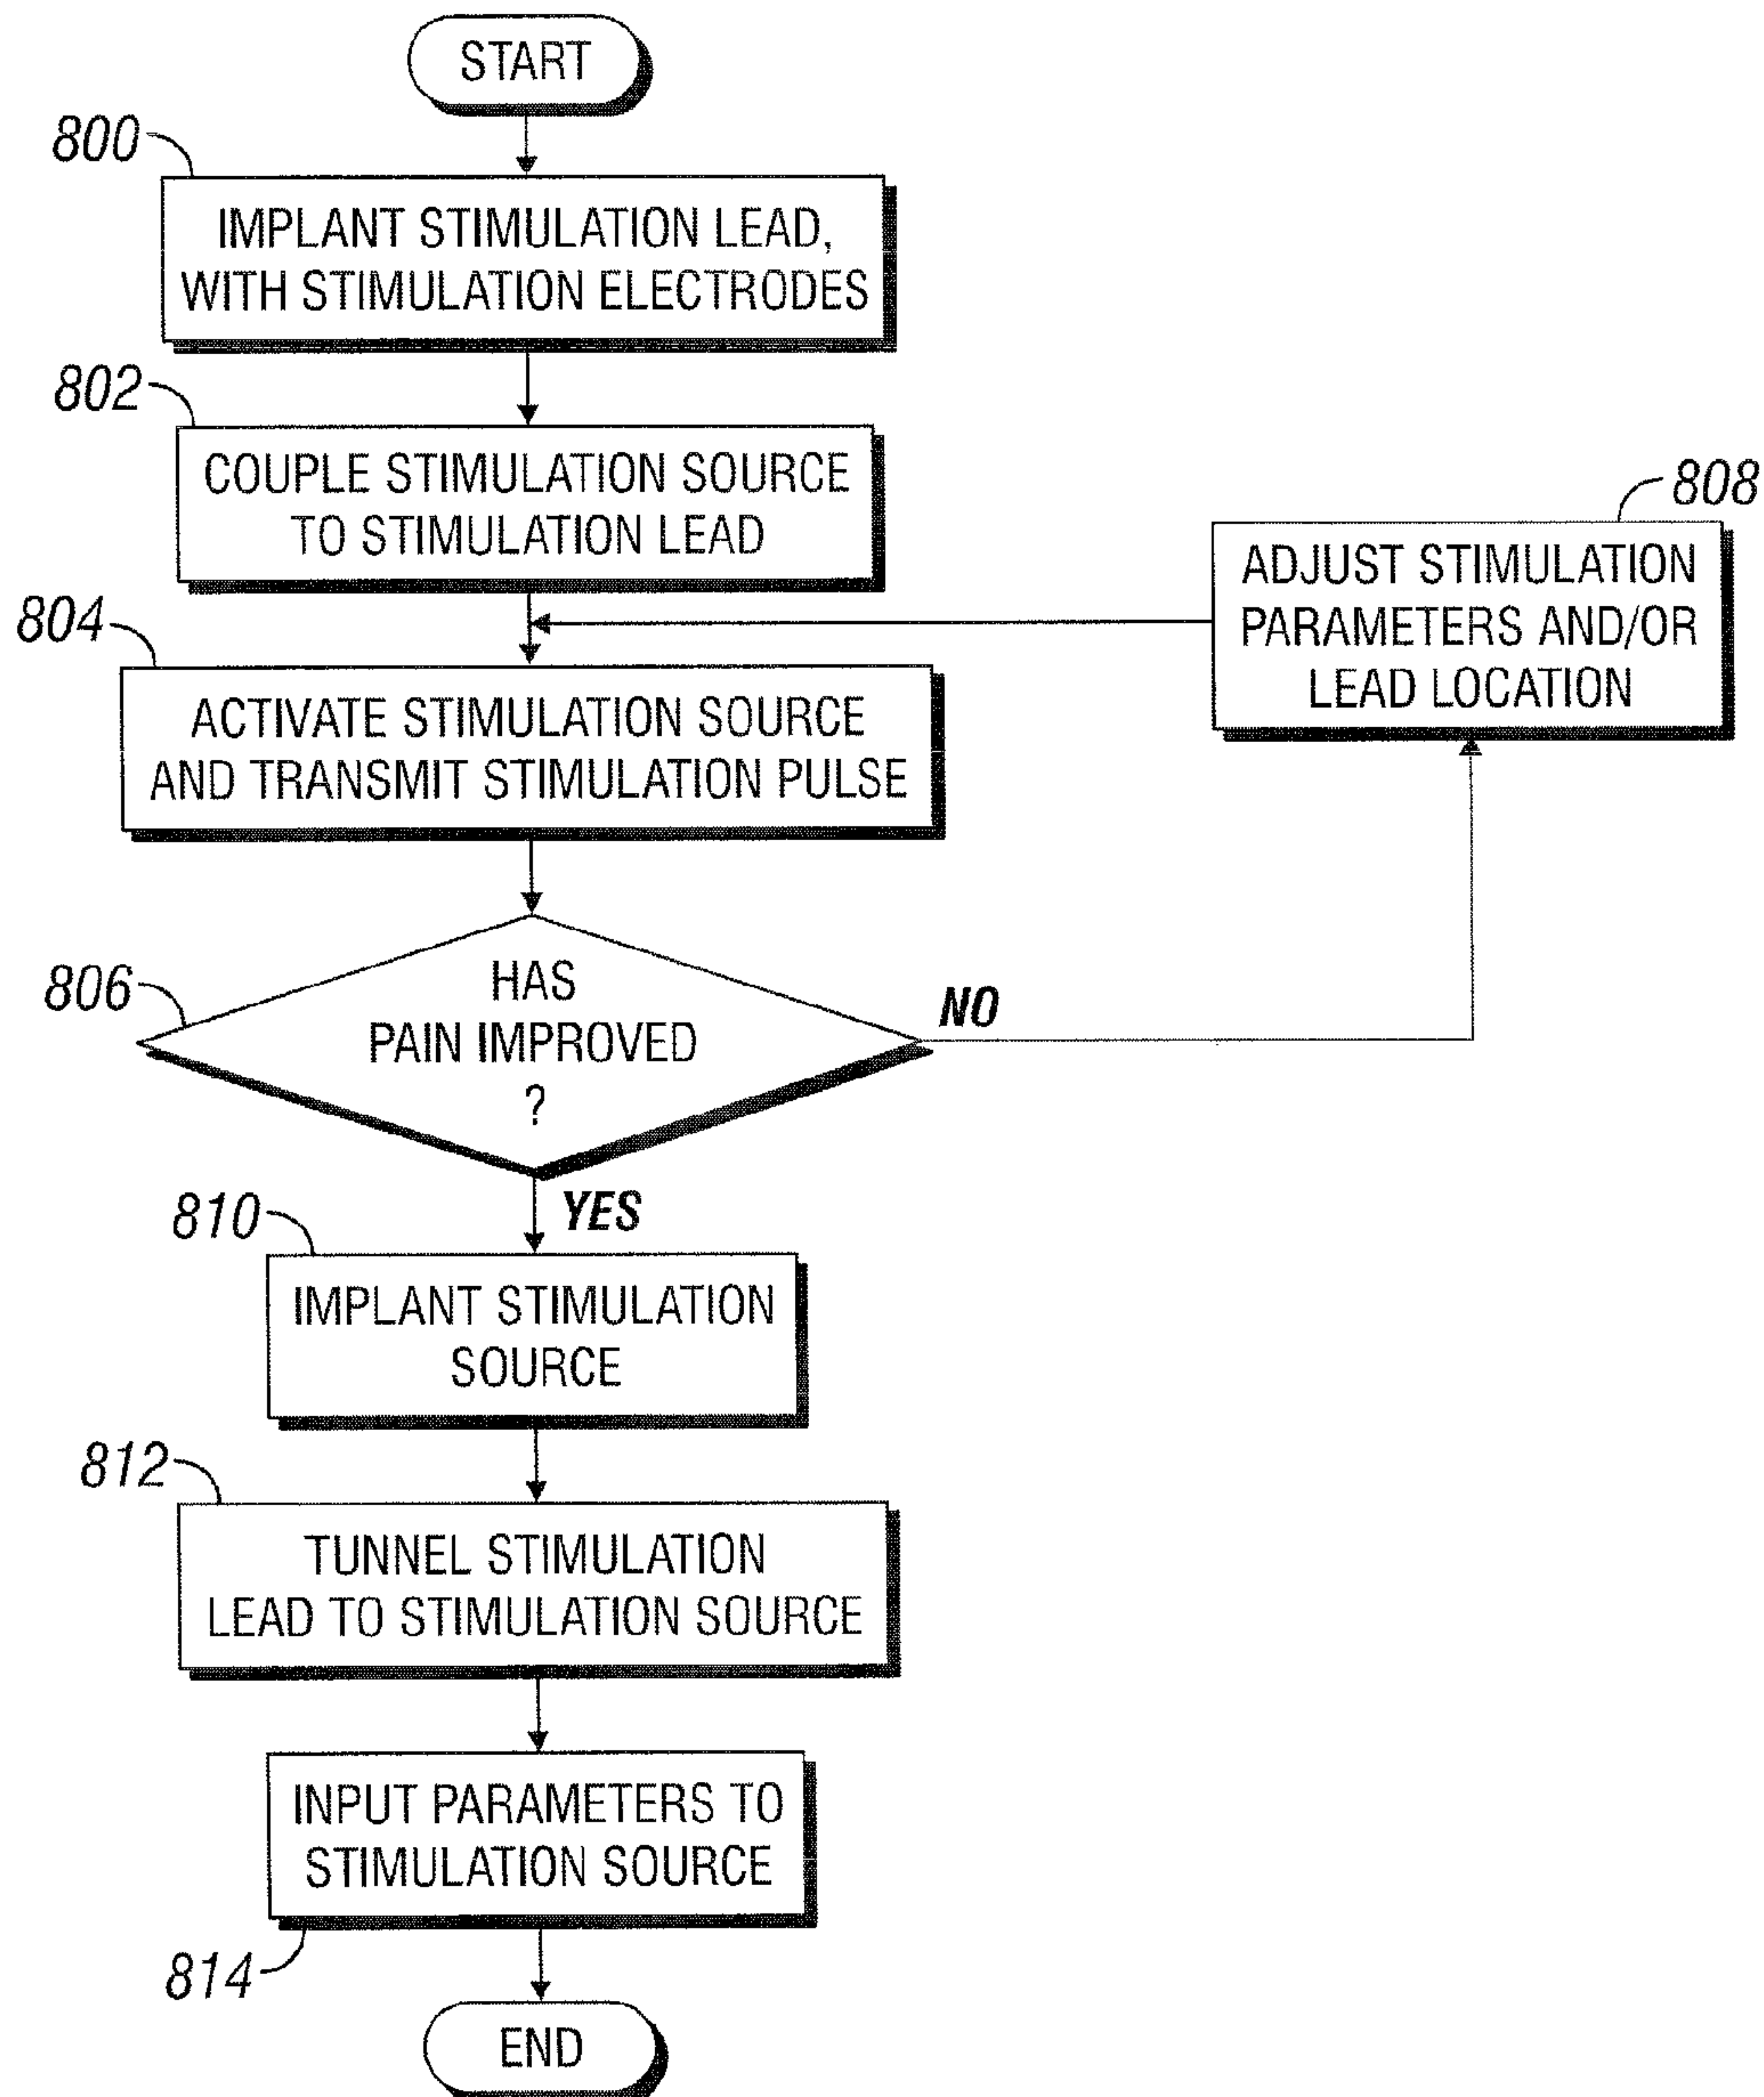 START
800
IMPLANT STIMULATION LEAD,
WITH STIMULATION ELECTRODES
802
COUPLE STIMULATION SOURCE
TO STIMULATION LEAD
808
ADJUST STIMULATION
PARAMETERS AND/OR
LEAD LOCATION
804
ACTIVATE STIMULATION SOURCE
AND TRANSMIT STIMULATION PULSE
806
HAS
PAIN IMPROVED
?
NO
YES
810
IMPLANT STIMULATION
SOURCE
812
TUNNEL STIMULATION
LEAD TO STIMULATION SOURCE
INPUT PARAMETERS TO
STIMULATION SOURCE
814
END